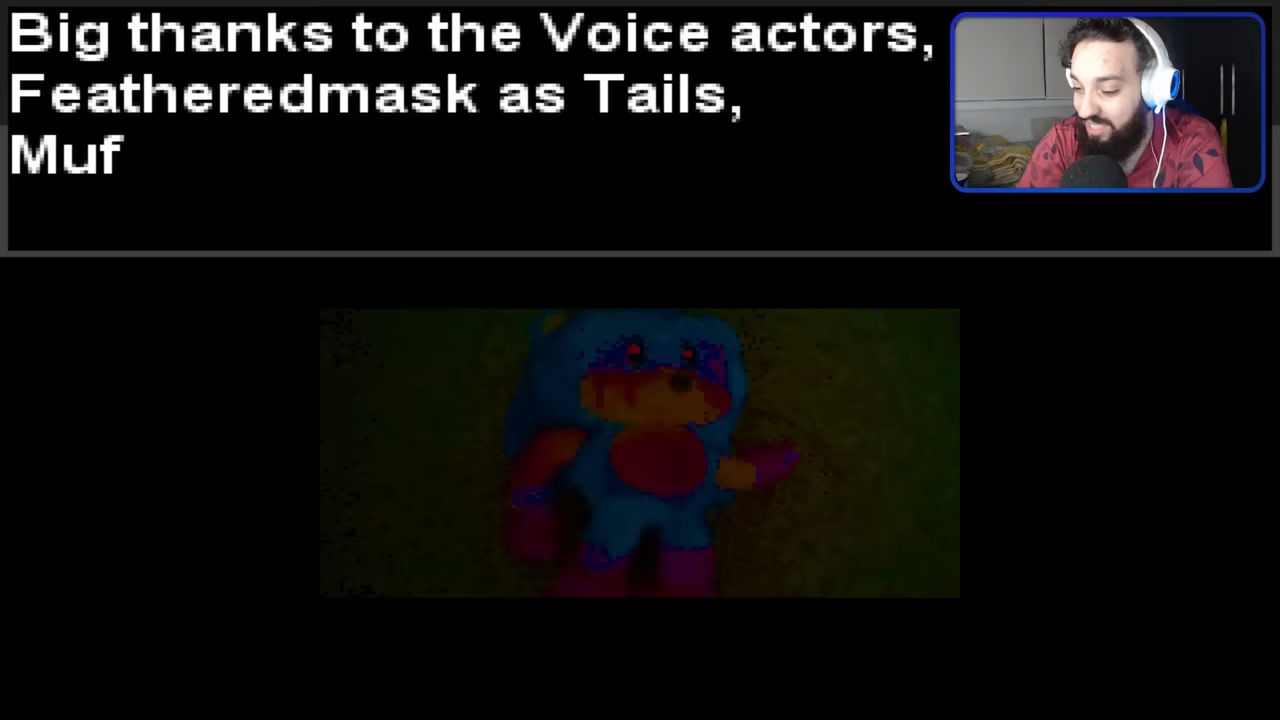 Big thanks to the Voice actors,
Featheredmask as Tails,
Muf